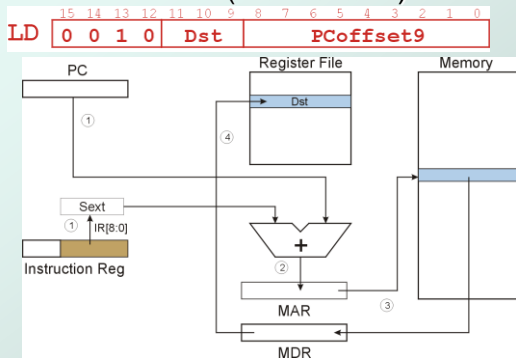 15 14 13 12 11 10 9 8 7 6 5 4 3 2 1 0
LD 0 0 1 0 Dst PCoffset9
PC
Register File
Memory
Dst
1
4
Sext
1
IR[8:0]
+
Instruction Reg
2
MAR
3
MDR